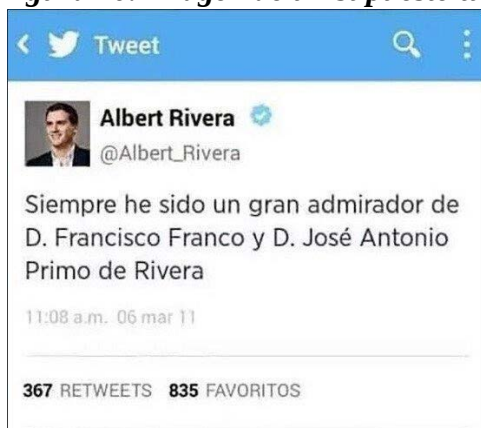 Tweet
Albert Rivera
@Albert_Rivera
Siempre he sido un gran admirador de
D. Francisco Franco y D. José Antonio
Primo de Rivera
11:08 a.m. 06 mar 11
367 RETWEETS 835 FAVORITOS